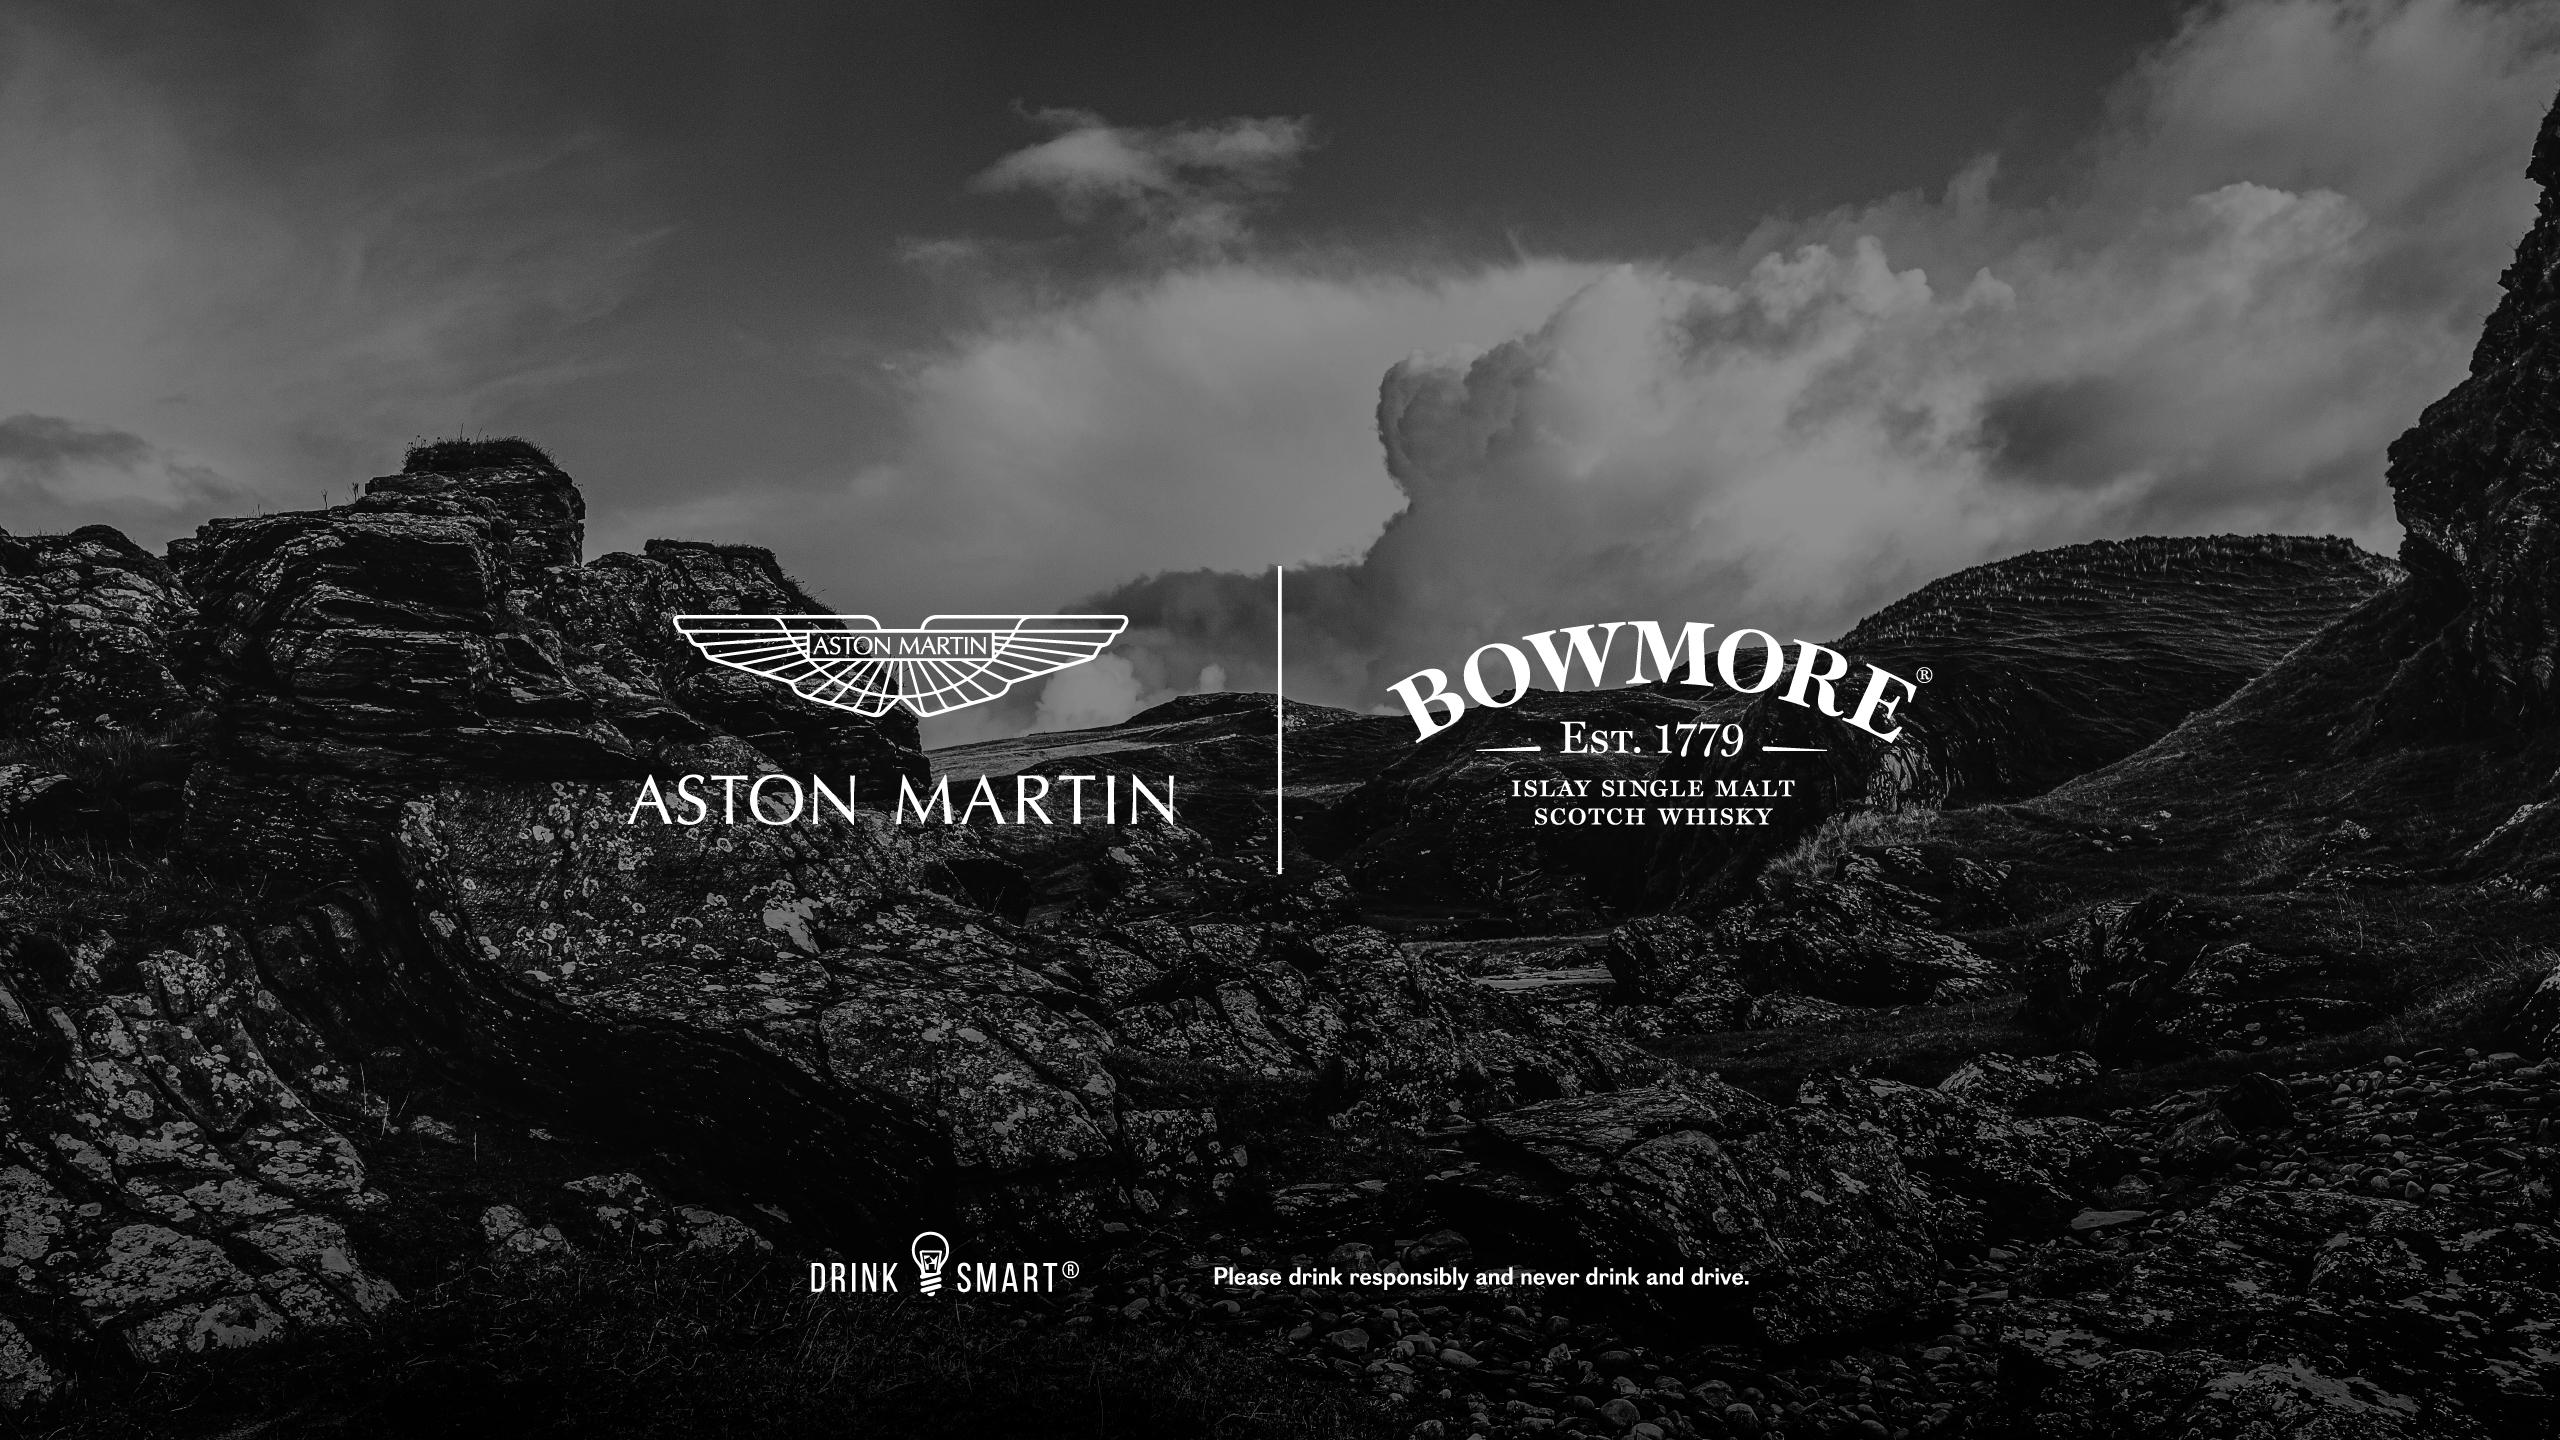 ASTON MARTIN
ASTON MARTIN
BOWMORE®
EST. 1779
ISLAY SINGLE MALT
SCOTCH WHISKY
DRINK SMART®
Please drink responsibly and never drink and drive.